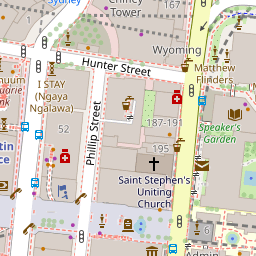 Sydney
Tower
167
Wyoming
Hunter Street
Matthew
Flinders
I STAY
(Ngaya
Ngalawa)
52
Phillip Street
187-191
Speaker's
Garden
195
Saint Stephen's
Uniting
Church
Admin